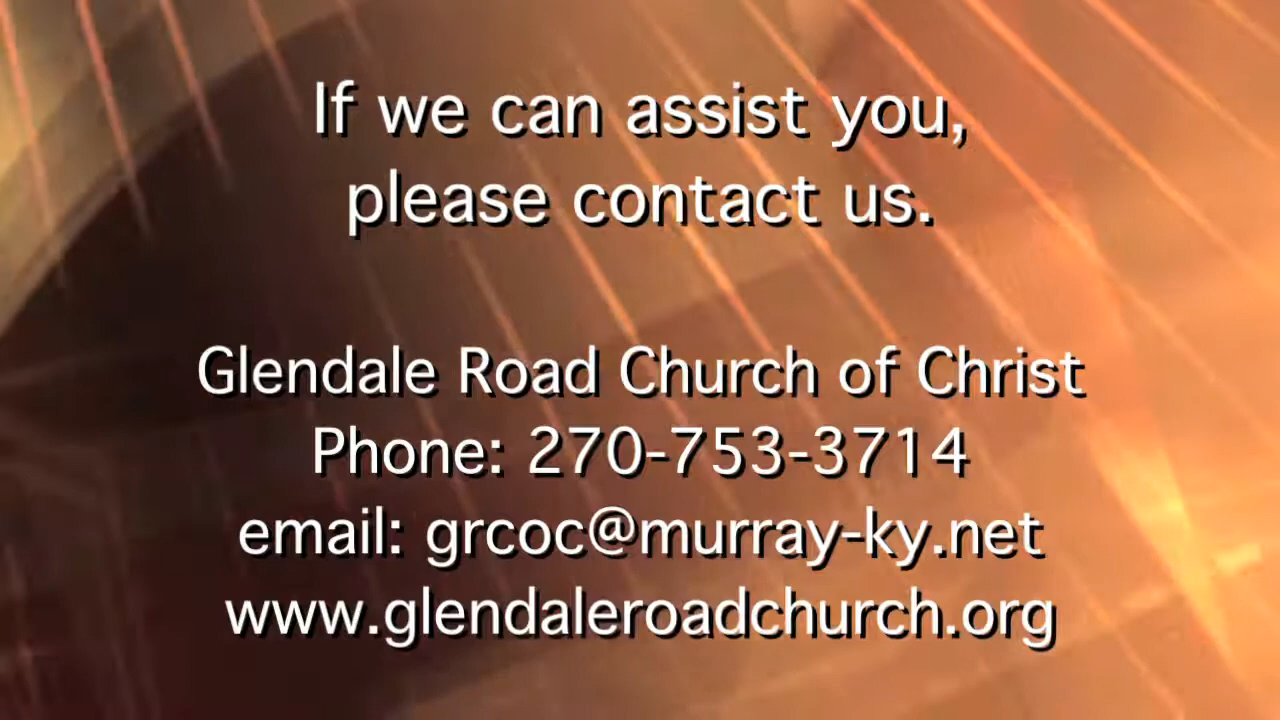 If we can assist you,
please contact us.
Glendale Road Church of Christ
Phone: 270-753-3714
email: grcoc@murray-ky.net
www.glendaleroadchurch.org